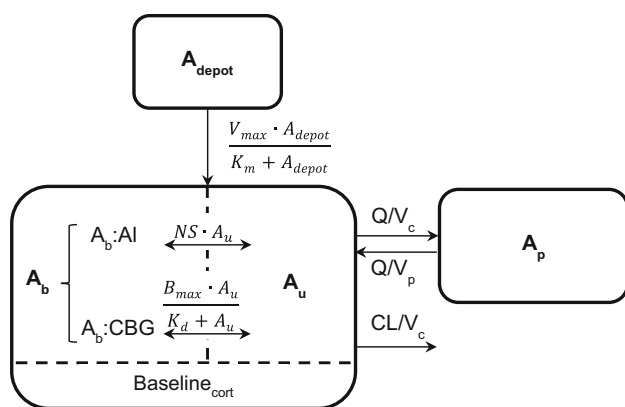 A_depot
V_max · A_depot
K_m + A_depot
A_b:Al NS · A_u
Q/V_c
A_b
B_max · A_u
K_d + A_u
A_u
Q/V_p
A_p
A_b:CBG
CL/V_c
Baseline_cort